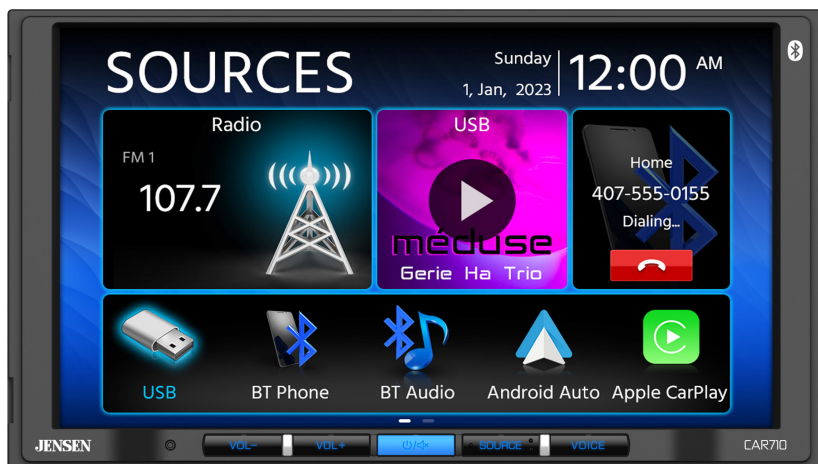 SOURCES
Sunday
1, Jan, 2023
12:00 AM
Radio
FM 1
107.7
USB
méduse
Gerie Ha Trio
Home
407-555-0155
Dialing...
USB
BT Phone
BT Audio
Android Auto
Apple CarPlay
JENSEN
VOL-
VOL+
SOURCE
VOICE
CAR710